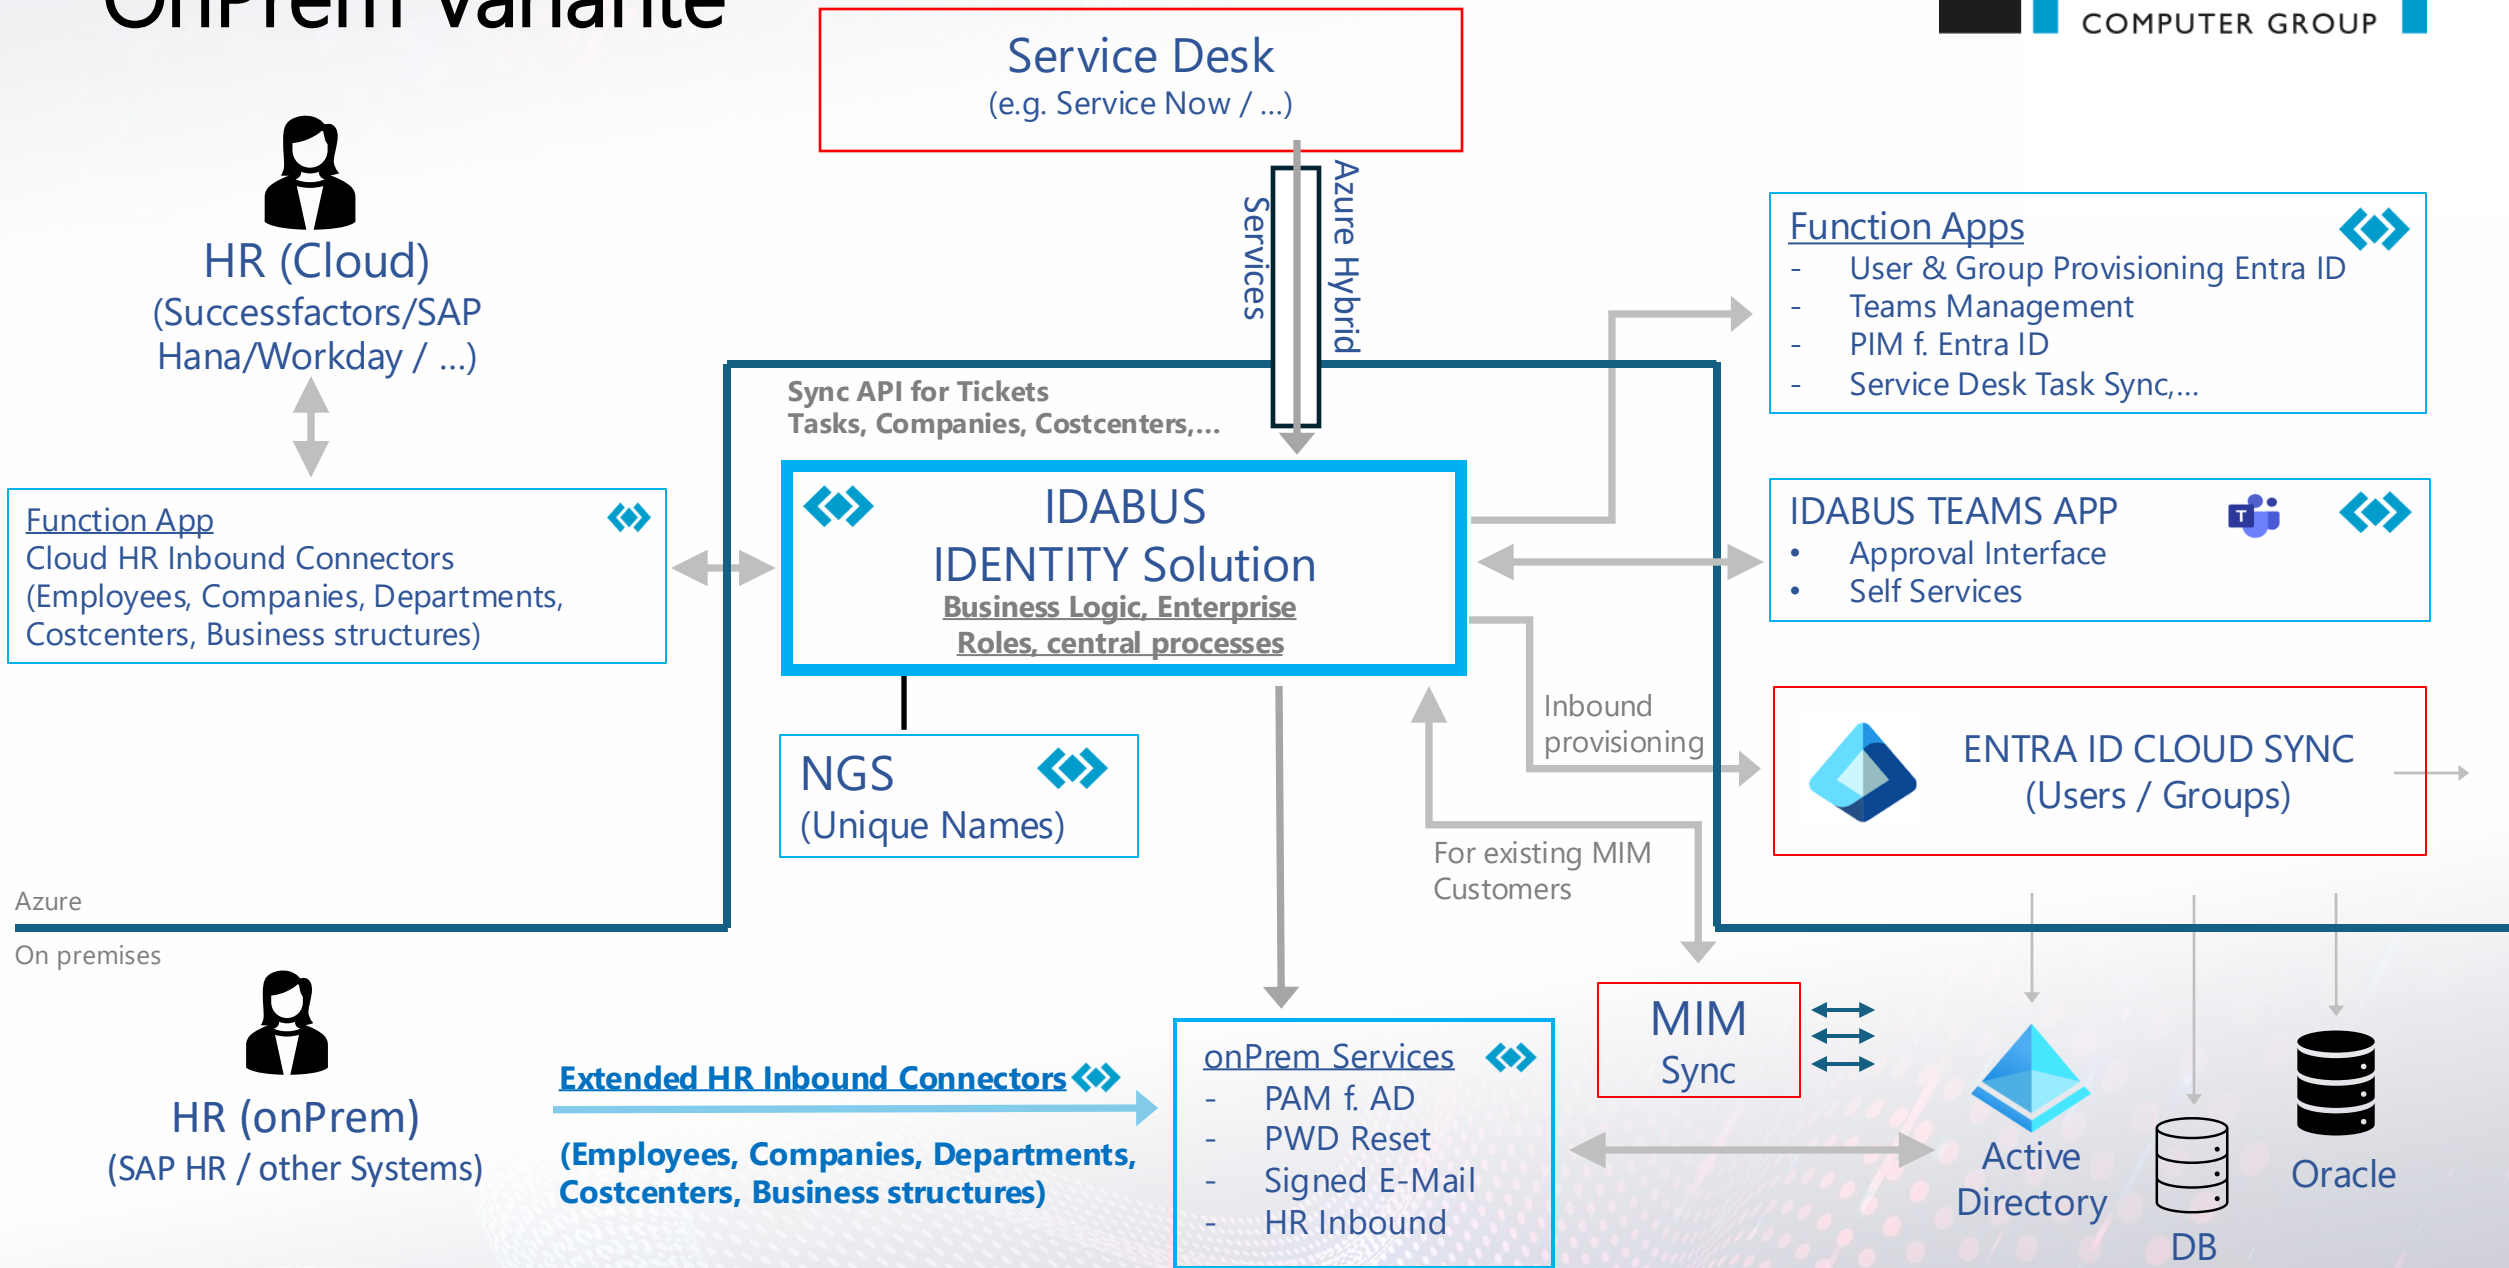 OnPrem Variante
COMPUTER GROUP
Service Desk
(e.g. Service Now / ...)
Azure Hybrid
Services
HR (Cloud)
(Successfactors/SAP
Hana/Workday / ...)
Function Apps
- User & Group Provisioning Entra ID
- Teams Management
- PIM f. Entra ID
- Service Desk Task Sync,...
Sync API for Tickets
Tasks, Companies, Costcenters,...
Function App
Cloud HR Inbound Connectors
(Employees, Companies, Departments,
Costcenters, Business structures)
IDABUS
IDENTITY Solution
Business Logic, Enterprise
Roles, central processes
IDABUS TEAMS APP
• Approval Interface
• Self Services
T
Inbound
provisioning
NGS
(Unique Names)
ENTRA ID CLOUD SYNC
(Users / Groups)
For existing MIM
Customers
Azure
On premises
HR (onPrem)
(SAP HR / other Systems)
Extended HR Inbound Connectors
(Employees, Companies, Departments,
Costcenters, Business structures)
onPrem Services
- PAM f. AD
- PWD Reset
- Signed E-Mail
- HR Inbound
MIM
Sync
Active
Directory
DB
Oracle